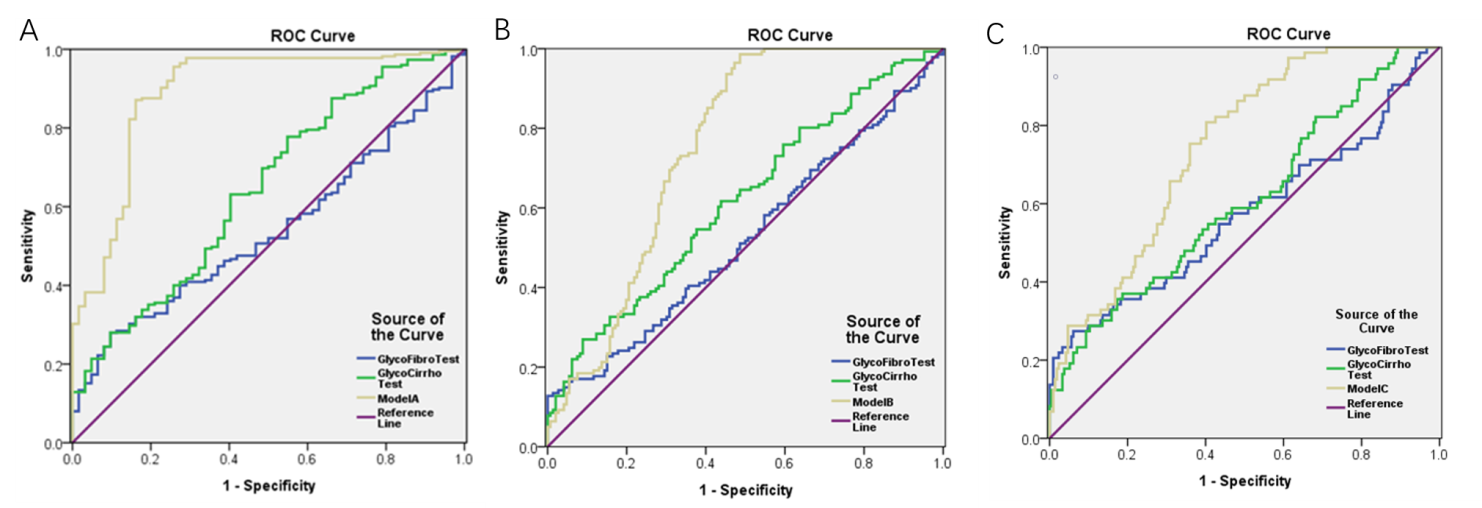 A
ROC Curve
1.0
0.8
0.6
0.4
0.2
0.0
Sensitivity
0.0 0.2 0.4 0.6 0.8 1.0
1 - Specificity
Source of
the Curve
GlycoFibroTest
GlycoCirrho
Test
ModelA
Reference
Line
B
ROC Curve
1.0
0.8
0.6
0.4
0.2
0.0
Sensitivity
0.0 0.2 0.4 0.6 0.8 1.0
1 - Specificity
Source of
the Curve
GlycoFibroTest
GlycoCirrho
Test
ModelB
Reference
Line
C
ROC Curve
1.0
0.8
0.6
0.4
0.2
0.0
Sensitivity
0.0 0.2 0.4 0.6 0.8 1.0
1 - Specificity
Source of the
Curve
GlycoFibroTest
GlycoCirrho
Test
ModelC
Reference
Line